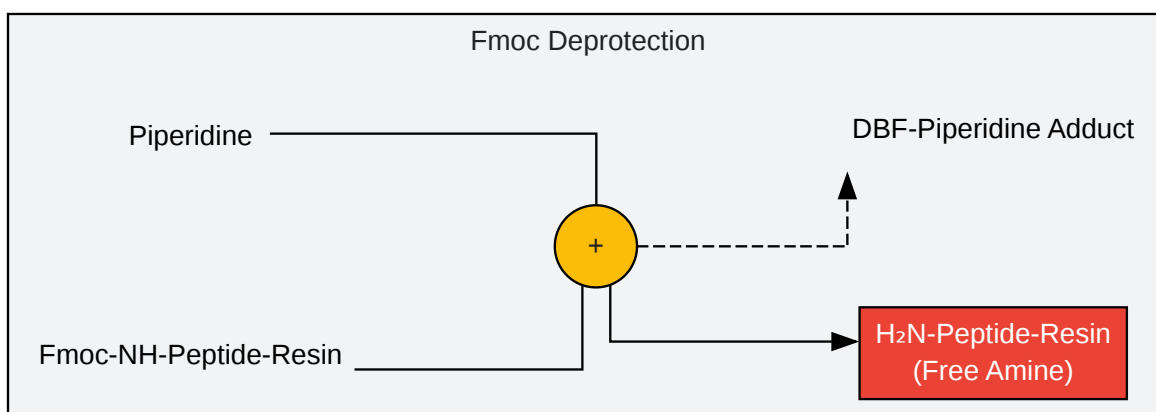 Fmoc Deprotection
Piperidine
DBF-Piperidine Adduct
+
Fmoc-NH-Peptide-Resin
H₂N-Peptide-Resin
(Free Amine)